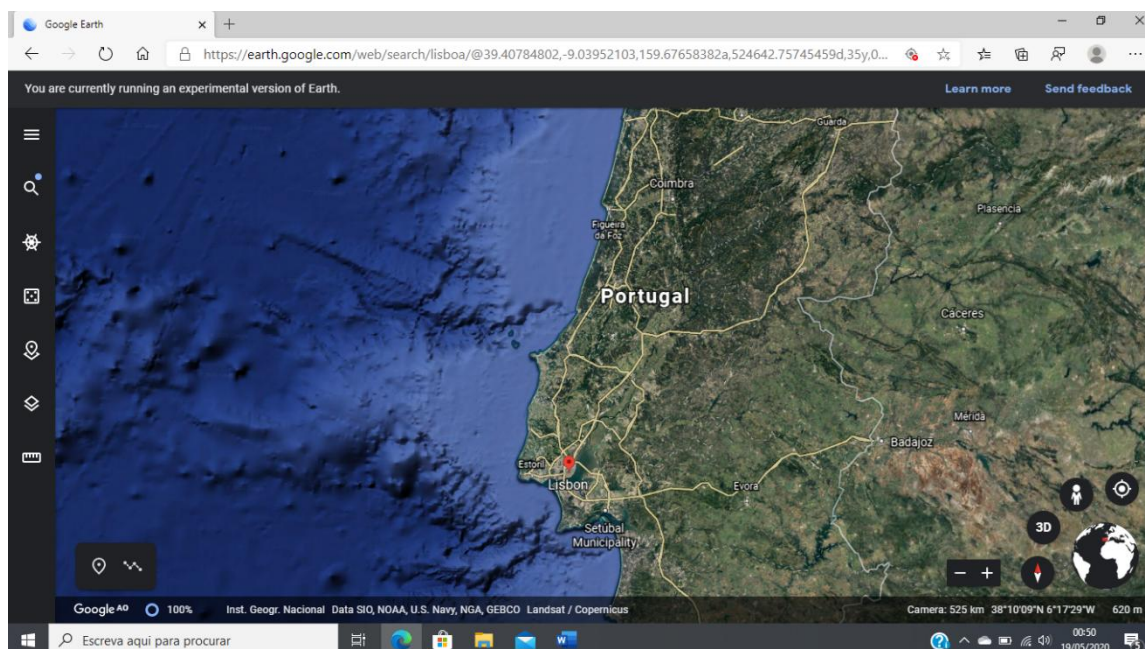 Google Earth
https://earth.google.com/web/search/lisboa/@39.40784802,-9.03952103,159.67658382a,524642.75745459d,35y,0...
You are currently running an experimental version of Earth.
Learn more
Send feedback
Guarda
Coimbra
Plasencia
Figueira
da Foz
Portugal
Cáceres
Mérida
Badajoz
Estoril
Lisbon
Evora
Setúbal
Municipality
3D
Google
AO
100%
Inst. Geogr. Nacional Data SIO, NOAA, U.S. Navy, NGA, GEBCO Landsat / Copernicus
Camera: 525 km 38°10'09"N 6°17'29"W 620 m
Escreva aqui para procurar
00:50
19/05/2020